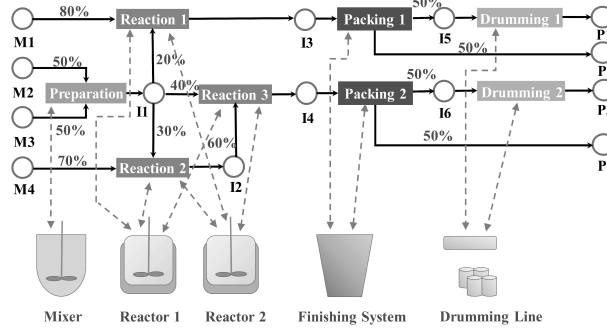 80%
Reaction 1
Packing 1
50%
Drumming 1
M1
I3
I5
P
50%
20%
50%
P
M2
50%
40%
50%
Preparation
Reaction 3
Packing 2
Drumming 2
I1
I4
I6
P
M3
50%
30%
60%
50%
70%
Reaction 2
P
M4
I2
Mixer
Reactor 1
Reactor 2
Finishing System
Drumming Line